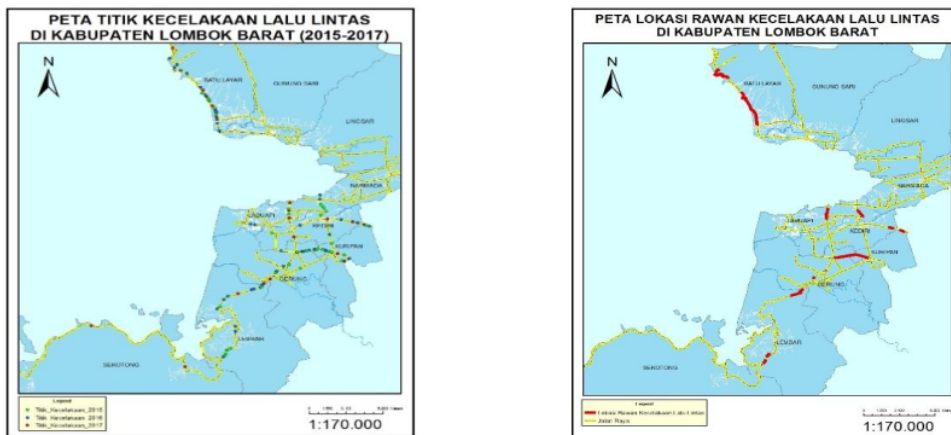 PETA TITIK KECELAKAAN LALU LINTAS
DI KABUPATEN LOMBOK BARAT (2015-2017)
N
BATU LAYAR
GUNUNG SARI
LINGSAR
NARMADA
LABUAPI
KEDIRI
KURIPAN
GERUNG
LEMBAR
SEKOTONG
Legend
Titik_Kecelakaan_2015
Titik_Kecelakaan_2016
Titik_Kecelakaan_2017
1:170.000
PETA LOKASI RAWAN KECELAKAAN LALU LINTAS
DI KABUPATEN LOMBOK BARAT
N
BATU LAYAR
GUNUNG SARI
LINGSAR
NARMADA
LABUAPI
KEDIRI
KURIPAN
GERUNG
LEMBAR
SEKOTONG
Legend
Lokasi Rawan Kecelakaan Lalu Lintas
Jalan Raya
1:170.000